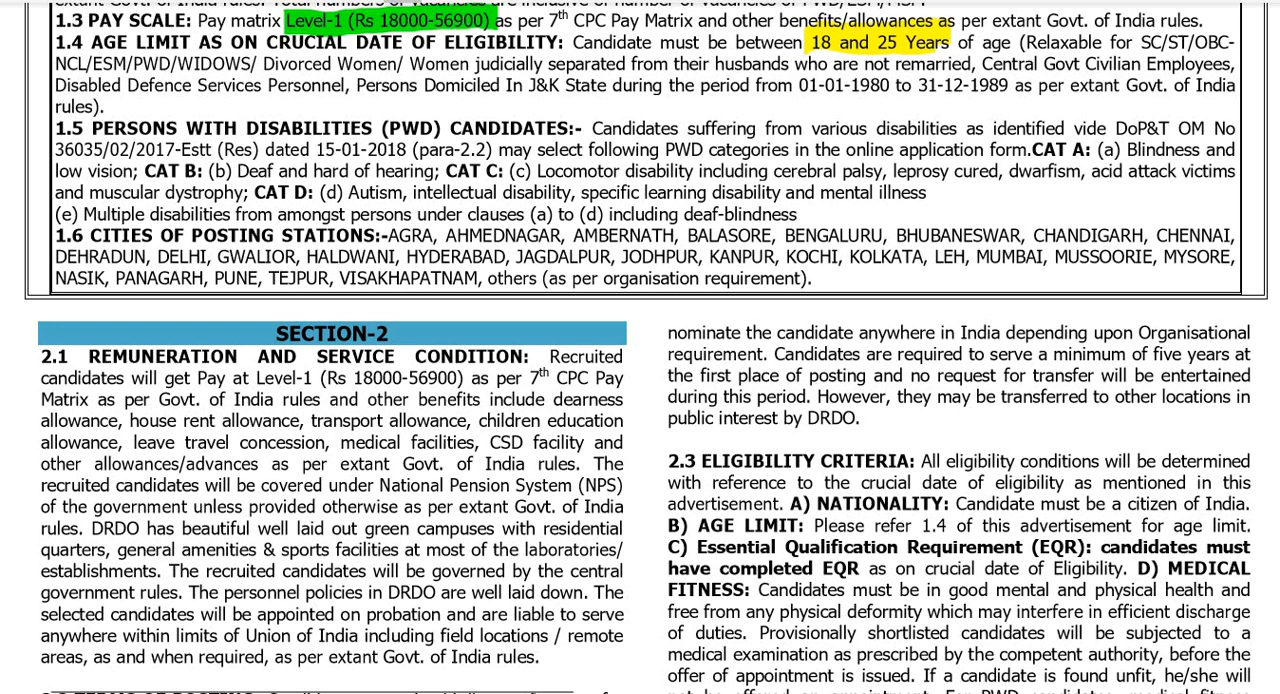 1.3 PAY SCALE: Pay matrix Level-1 (Rs 18000-56900) as per 7th CPC Pay Matrix and other benefits/allowances as per extant Govt. of India rules.
1.4 AGE LIMIT AS ON CRUCIAL DATE OF ELIGIBILITY: Candidate must be between 18 and 25 Years of age (Relaxable for SC/ST/OBC-
NCL/ESM/PWD/WIDOWS/ Divorced Women/ Women judicially separated from their husbands who are not remarried, Central Govt Civilian Employees,
Disabled Defence Services Personnel, Persons Domiciled In J&K State during the period from 01-01-1980 to 31-12-1989 as per extant Govt. of India
rules).
1.5 PERSONS WITH DISABILITIES (PWD) CANDIDATES:- Candidates suffering from various disabilities as identified vide DoP&T OM No
36035/02/2017-Estt (Res) dated 15-01-2018 (para-2.2) may select following PWD categories in the online application form.CAT A: (a) Blindness and
low vision; CAT B: (b) Deaf and hard of hearing; CAT C: (c) Locomotor disability including cerebral palsy, leprosy cured, dwarfism, acid attack victims
and muscular dystrophy; CAT D: (d) Autism, intellectual disability, specific learning disability and mental illness
(e) Multiple disabilities from amongst persons under clauses (a) to (d) including deaf-blindness
1.6 CITIES OF POSTING STATIONS:-AGRA, AHMEDNAGAR, AMBERNATH, BALASORE, BENGALURU, BHUBANESWAR, CHANDIGARH, CHENNAI,
DEHRADUN, DELHI, GWALIOR, HALDWANI, HYDERABAD, JAGDALPUR, JODHPUR, KANPUR, KOCHI, KOLKATA, LEH, MUMBAI, MUSSOORIE, MYSORE,
NASIK, PANAGARH, PUNE, TEJPUR, VISAKHAPATNAM, others (as per organisation requirement).
SECTION-2
2.1 REMUNERATION AND SERVICE CONDITION: Recruited
candidates will get Pay at Level-1 (Rs 18000-56900) as per 7th CPC Pay
Matrix as per Govt. of India rules and other benefits include dearness
allowance, house rent allowance, transport allowance, children education
allowance, leave travel concession, medical facilities, CSD facility and
other allowances/advances as per extant Govt. of India rules. The
recruited candidates will be covered under National Pension System (NPS)
of the government unless provided otherwise as per extant Govt. of India
rules. DRDO has beautiful well laid out green campuses with residential
quarters, general amenities & sports facilities at most of the laboratories/
establishments. The recruited candidates will be governed by the central
government rules. The personnel policies in DRDO are well laid down. The
selected candidates will be appointed on probation and are liable to serve
anywhere within limits of Union of India including field locations / remote
areas, as and when required, as per extant Govt. of India rules.
nominate the candidate anywhere in India depending upon Organisational
requirement. Candidates are required to serve a minimum of five years at
the first place of posting and no request for transfer will be entertained
during this period. However, they may be transferred to other locations in
public interest by DRDO.
2.3 ELIGIBILITY CRITERIA: All eligibility conditions will be determined
with reference to the crucial date of eligibility as mentioned in this
advertisement. A) NATIONALITY: Candidate must be a citizen of India.
B) AGE LIMIT: Please refer 1.4 of this advertisement for age limit.
C) Essential Qualification Requirement (EQR): candidates must
have completed EQR as on crucial date of Eligibility. D) MEDICAL
FITNESS: Candidates must be in good mental and physical health and
free from any physical deformity which may interfere in efficient discharge
of duties. Provisionally shortlisted candidates will be subjected to a
medical examination as prescribed by the competent authority, before the
offer of appointment is issued. If a candidate is found unfit, he/she will